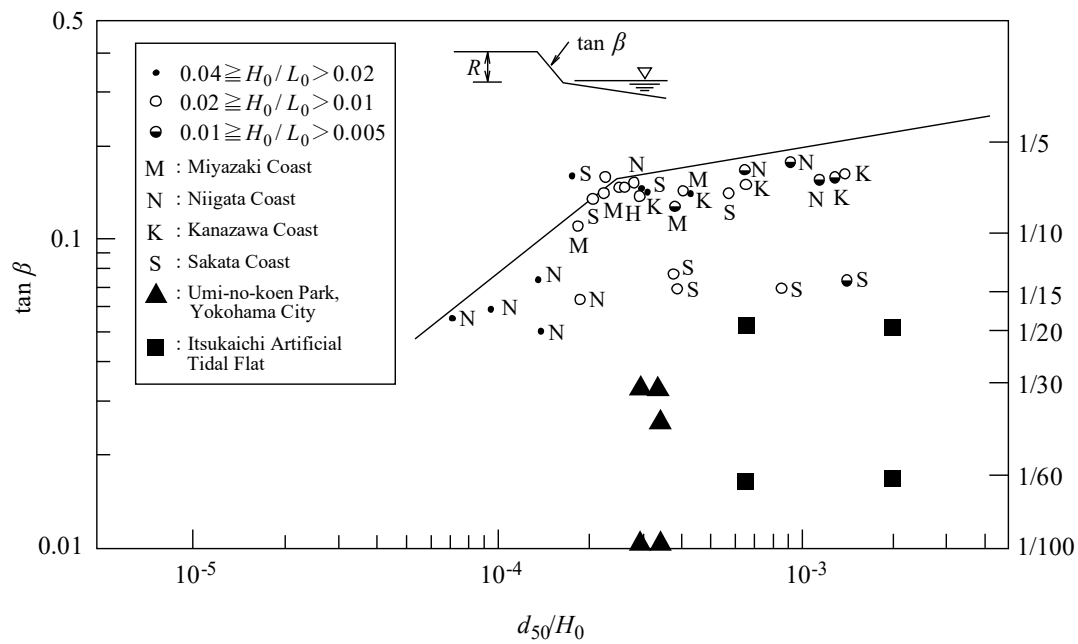 0.5
0.1
0.01
tan β
• 0.04≧H₀/L₀>0.02
○ 0.02≧H₀/L₀>0.01
◒ 0.01≧H₀/L₀>0.005
M : Miyazaki Coast
N : Niigata Coast
K : Kanazawa Coast
S : Sakata Coast
▲ : Umi-no-koen Park,
Yokohama City
■ : Itsukaichi Artificial
Tidal Flat
tan β
R
S
N
S
M
N
N
K
S
M
H
K
K
K
S
N
K
M
M
S
N
S
S
S
S
N
N
N
N
1/5
1/10
1/15
1/20
1/30
1/60
1/100
10⁻⁵
10⁻⁴
10⁻³
d₅₀/H₀